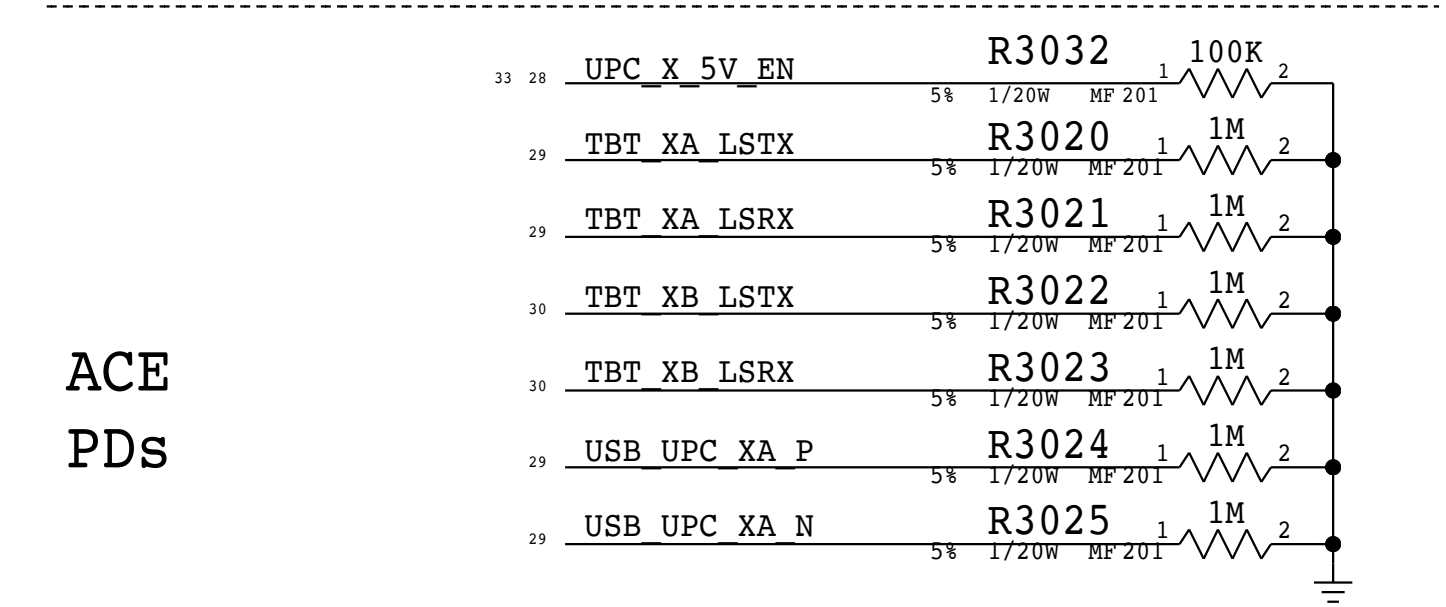 R3032 100K
33 28 UPC_X_5V_EN 1 2
5% 1/20W MF 201
R3020 1M
29 TBT_XA_LSTX 1 2
5% 1/20W MF 201
R3021 1M
29 TBT_XA_LSRX 1 2
5% 1/20W MF 201
R3022 1M
30 TBT_XB_LSTX 1 2
5% 1/20W MF 201
ACE
PDs
R3023 1M
30 TBT_XB_LSRX 1 2
5% 1/20W MF 201
R3024 1M
29 USB_UPC_XA_P 1 2
5% 1/20W MF 201
R3025 1M
29 USB_UPC_XA_N 1 2
5% 1/20W MF 201